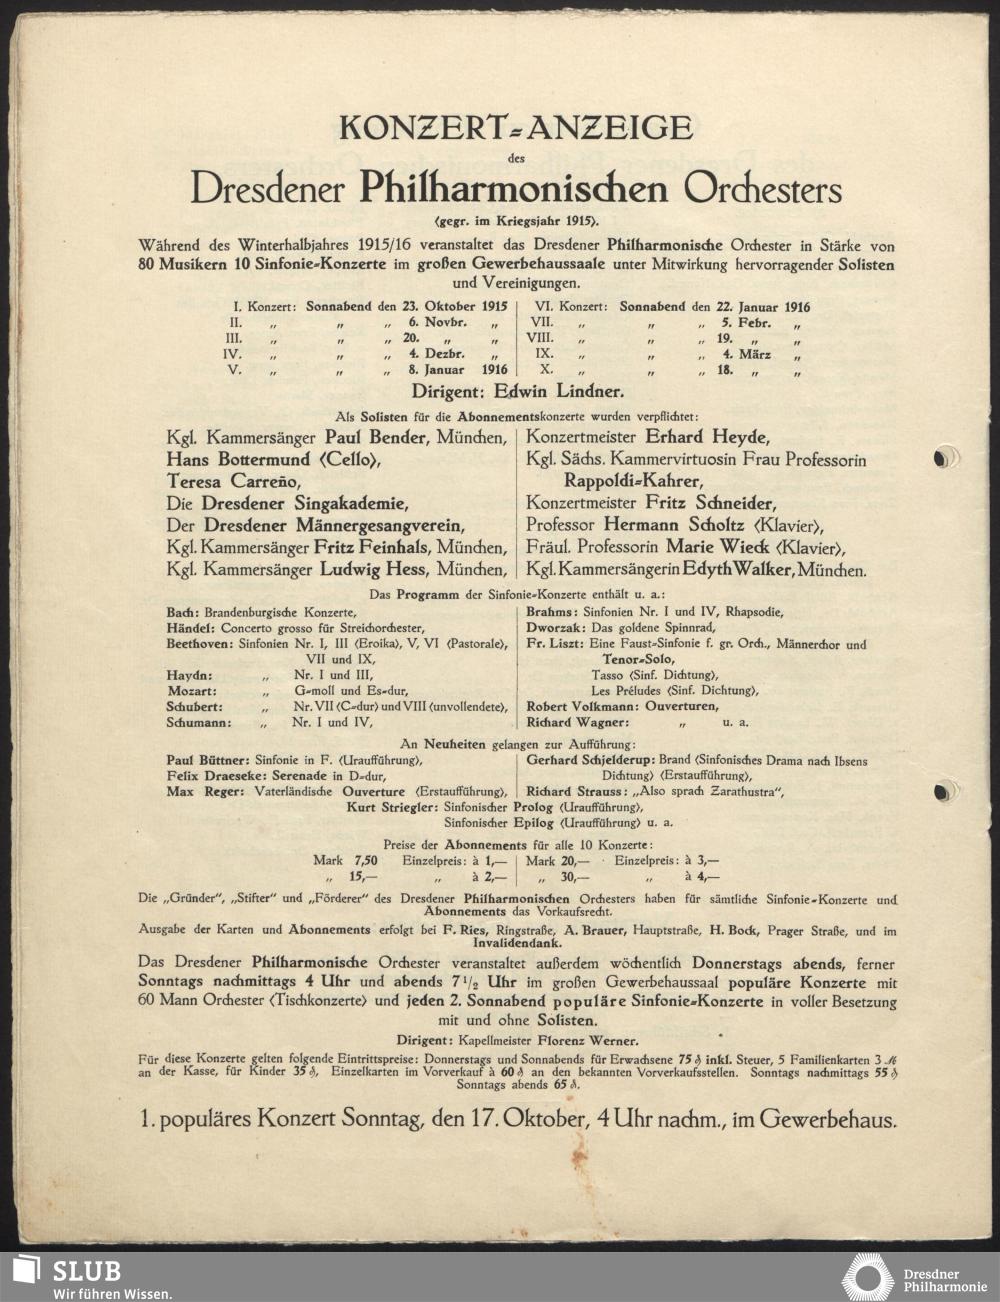 KONZERT-ANZEIGE
des
Dresdener Philharmonischen Orchesters
(gegr. im Kriegsjahr 1915).
Während des Winterhalbjahres 1915/16 veranstaltet das Dresdener Philharmonische Orchester in Stärke von
80 Musikern 10 Sinfonie-Konzerte im großen Gewerbehaussaale unter Mitwirkung hervorragender Solisten
und Vereinigungen.
I. Konzert: Sonnabend den 23. Oktober 1915
II. „ „ „ 6. Novbr. „
III. „ „ „ 20. „ „
IV. „ „ „ 4. Dezbr. „
V. „ „ „ 8. Januar 1916
VI. Konzert: Sonnabend den 22. Januar 1916
VII. „ „ „ 5. Febr. „
VIII. „ „ „ 19. „ „
IX. „ „ „ 4. März „
X. „ „ „ 18. „ „
Dirigent: Edwin Lindner.
Als Solisten für die Abonnementskonzerte wurden verpflichtet:
Kgl. Kammersänger Paul Bender, München,
Hans Bottermund (Cello),
Teresa Carreño,
Die Dresdener Singakademie,
Der Dresdener Männergesangverein,
Kgl. Kammersänger Fritz Feinhals, München,
Kgl. Kammersänger Ludwig Hess, München,
Konzertmeister Erhard Heyde,
Kgl. Sächs. Kammervirtuosin Frau Professorin
Rappoldi-Kahrer,
Konzertmeister Fritz Schneider,
Professor Hermann Scholtz (Klavier),
Fräul. Professorin Marie Wieck (Klavier),
Kgl. Kammersängerin Edyth Walker, München.
Das Programm der Sinfonie-Konzerte enthält u. a.:
Bach: Brandenburgische Konzerte,
Händel: Concerto grosso für Streichorchester,
Beethoven: Sinfonien Nr. I, III (Eroika), V, VI (Pastorale),
VII und IX,
Haydn: „ Nr. I und III,
Mozart: „ G-moll und Es-dur,
Schubert: „ Nr. VII (C-dur) und VIII (unvollendete),
Schumann: „ Nr. I und IV,
Brahms: Sinfonien Nr. I und IV, Rhapsodie,
Dworzak: Das goldene Spinnrad,
Fr. Liszt: Eine Faust-Sinfonie f. gr. Orch., Männerchor und
Tenor-Solo,
Tasso (Sinf. Dichtung),
Les Préludes (Sinf. Dichtung),
Robert Volkmann: Ouverturen,
Richard Wagner: „ u. a.
An Neuheiten gelangen zur Aufführung:
Paul Büttner: Sinfonie in F. (Uraufführung),
Felix Draeseke: Serenade in D-dur,
Max Reger: Vaterländische Ouverture (Erstaufführung),
Gerhard Schjelderup: Brand (Sinfonisches Drama nach Ibsens
Dichtung) (Erstaufführung),
Richard Strauss: „Also sprach Zarathustra",
Kurt Striegler: Sinfonischer Prolog (Uraufführung),
Sinfonischer Epilog (Uraufführung) u. a.
Preise der Abonnements für alle 10 Konzerte:
Mark 7,50 Einzelpreis: à 1,—
„ 15,— „ à 2,—
Mark 20,— Einzelpreis: à 3,—
„ 30,— „ à 4,—
Die „Gründer", „Stifter" und „Förderer" des Dresdener Philharmonischen Orchesters haben für sämtliche Sinfonie-Konzerte und
Abonnements das Vorkaufsrecht.
Ausgabe der Karten und Abonnements erfolgt bei F. Ries, Ringstraße, A. Brauer, Hauptstraße, H. Bock, Prager Straße, und im
Invalidendank.
Das Dresdener Philharmonische Orchester veranstaltet außerdem wöchentlich Donnerstags abends, ferner
Sonntags nachmittags 4 Uhr und abends 7 1/2 Uhr im großen Gewerbehaussaal populäre Konzerte mit
60 Mann Orchester (Tischkonzerte) und jeden 2. Sonnabend populäre Sinfonie-Konzerte in voller Besetzung
mit und ohne Solisten.
Dirigent: Kapellmeister Florenz Werner.
Für diese Konzerte gelten folgende Eintrittspreise: Donnerstags und Sonnabends für Erwachsene 75 ₰ inkl. Steuer, 5 Familienkarten 3 ℳ
an der Kasse, für Kinder 35 ₰, Einzelkarten im Vorverkauf à 60 ₰ an den bekannten Vorverkaufsstellen. Sonntags nachmittags 55 ₰
Sonntags abends 65 ₰.
1. populäres Konzert Sonntag, den 17. Oktober, 4 Uhr nachm., im Gewerbehaus.
SLUB
Wir führen Wissen.
Dresdner
Philharmonie